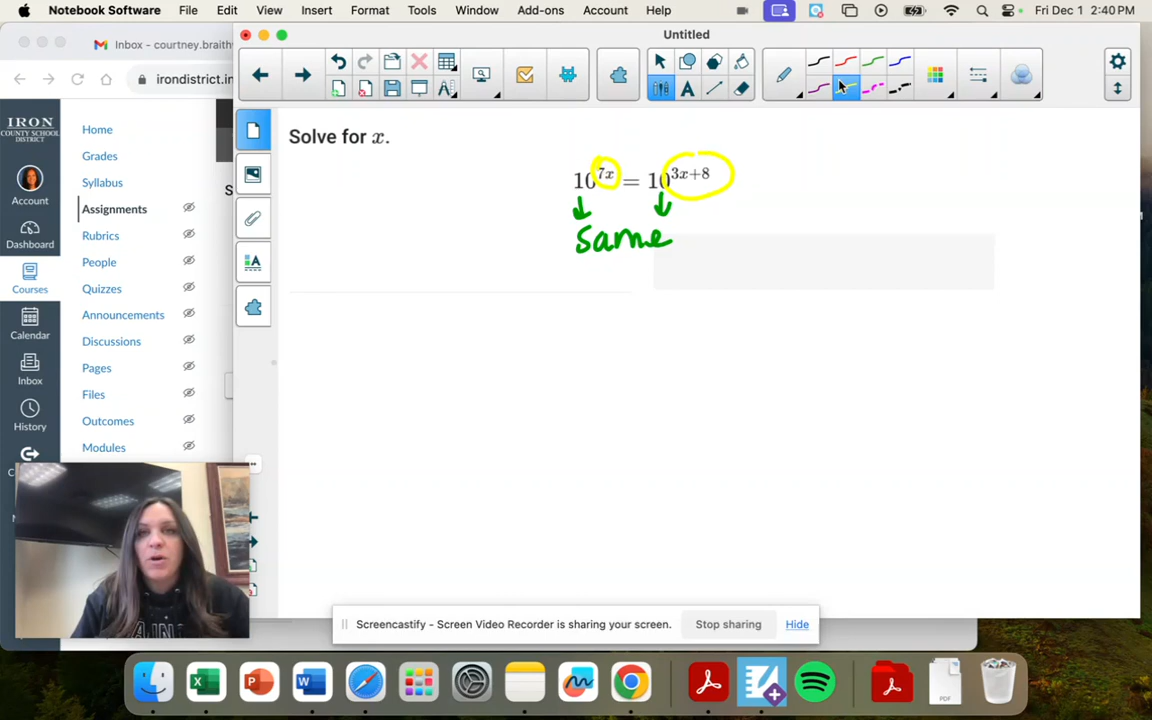 Notebook Software File Edit View Insert Format Tools Window Add-ons Account Help Fri Dec 1 2:40 PM
Untitled
Inbox - courtney.braith
irondistrict.in
IRON
COUNTY SCHOOL
DISTRICT
Account
Dashboard
Courses
Calendar
Inbox
History
Home
Grades
Syllabus
Assignments
Rubrics
People
Quizzes
Announcements
Discussions
Pages
Files
Outcomes
Modules
Solve for x.
10^{7x} = 10^{3x+8}
same
Screencastify - Screen Video Recorder is sharing your screen. Stop sharing Hide
PDF